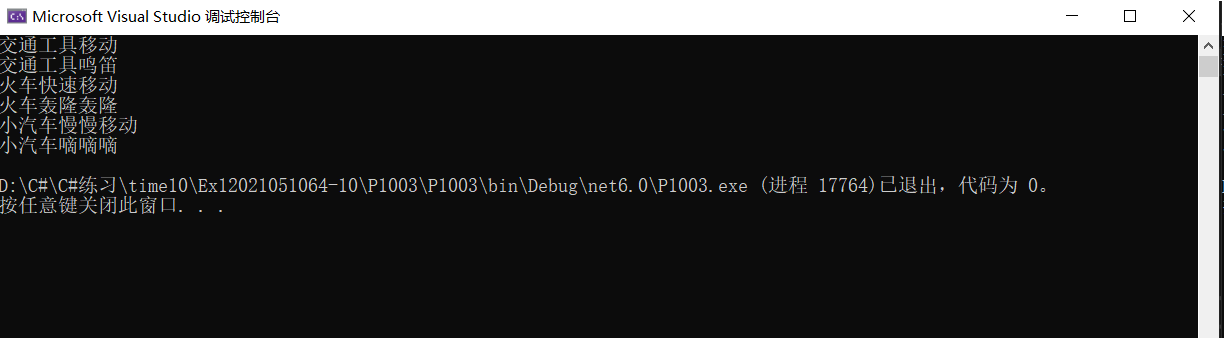 Microsoft Visual Studio 调试控制台
交通工具移动
交通工具鸣笛
火车快速移动
火车轰隆轰隆
小汽车慢慢移动
小汽车嘀嘀嘀
D:\C#\C#练习\time10\Ex12021051064-10\P1003\P1003\bin\Debug\net6.0\P1003.exe (进程 17764)已退出，代码为 0。
按任意键关闭此窗口. . .